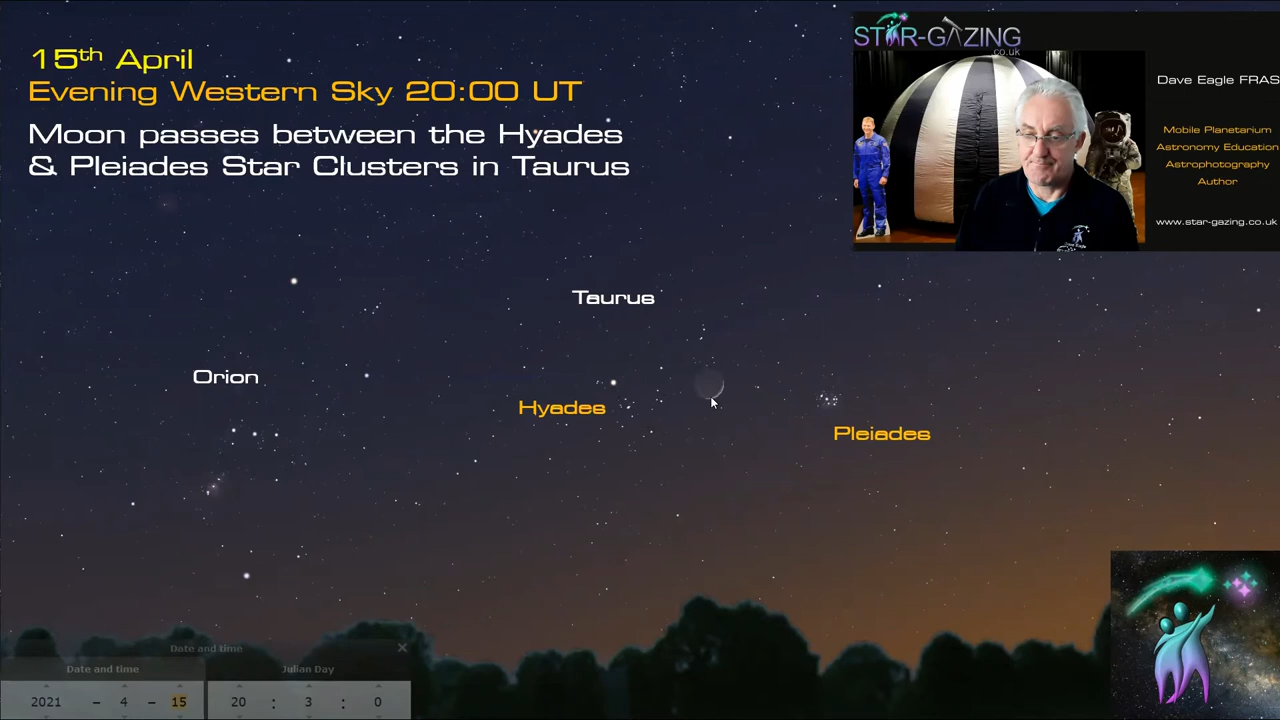 15th April
Evening Western Sky 20:00 UT
Moon passes between the Hyades
& Pleiades Star Clusters in Taurus
STAR-GAZING
.co.uk
Dave Eagle FRAS
Mobile Planetarium
Astronomy Education
Astrophotography
Author
www.star-gazing.co.uk
Taurus
Orion
Hyades
Pleiades
Date and time
Date and time
Julian Day
2021 - 4 - 15
20 : 3 : 0